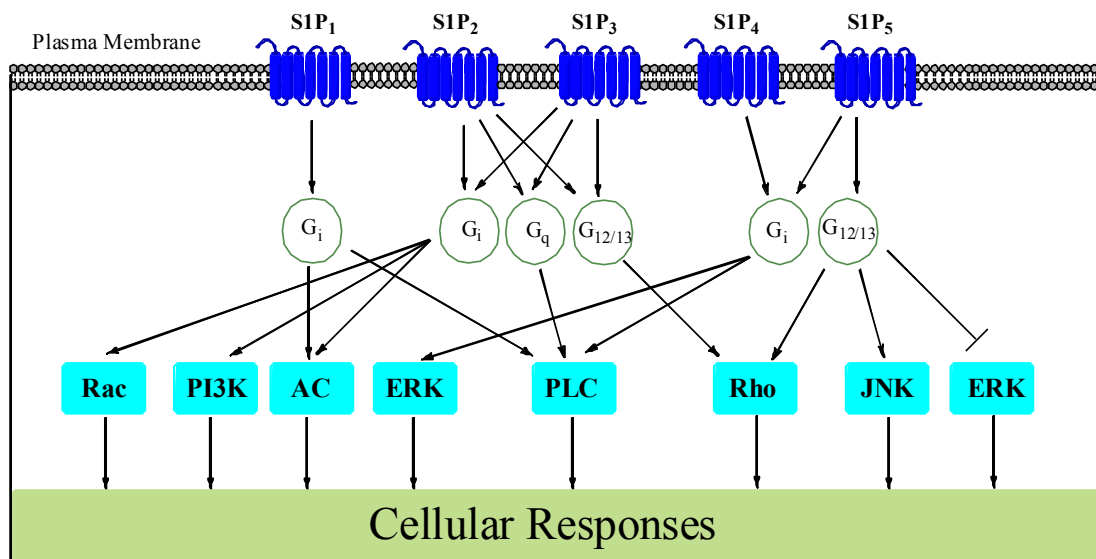 S1P1 S1P2 S1P3 S1P4 S1P5
Plasma Membrane
Gi Gi Gq G12/13 Gi G12/13
Rac PI3K AC ERK PLC Rho JNK ERK
Cellular Responses